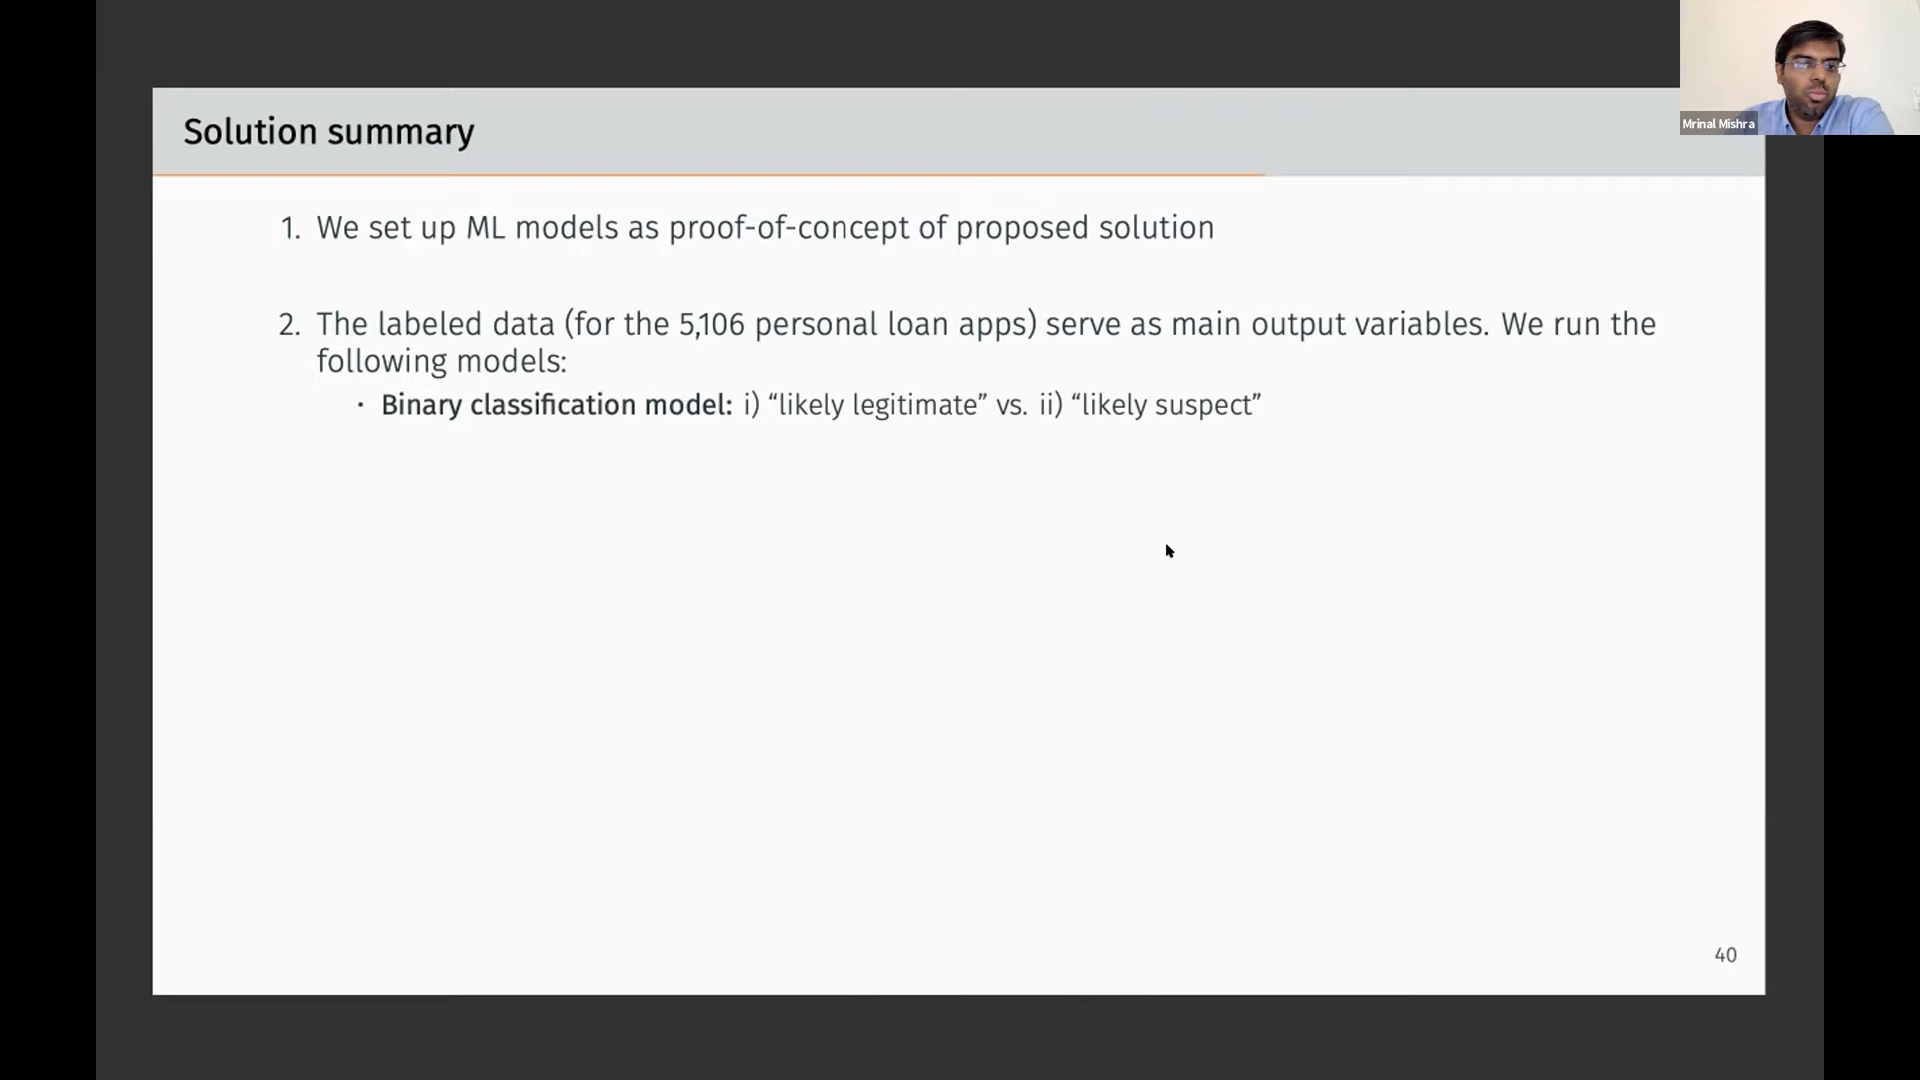 Mrinal Mishra
Solution summary
1. We set up ML models as proof-of-concept of proposed solution
2. The labeled data (for the 5,106 personal loan apps) serve as main output variables. We run the
following models:
· Binary classification model: i) “likely legitimate” vs. ii) “likely suspect”
40